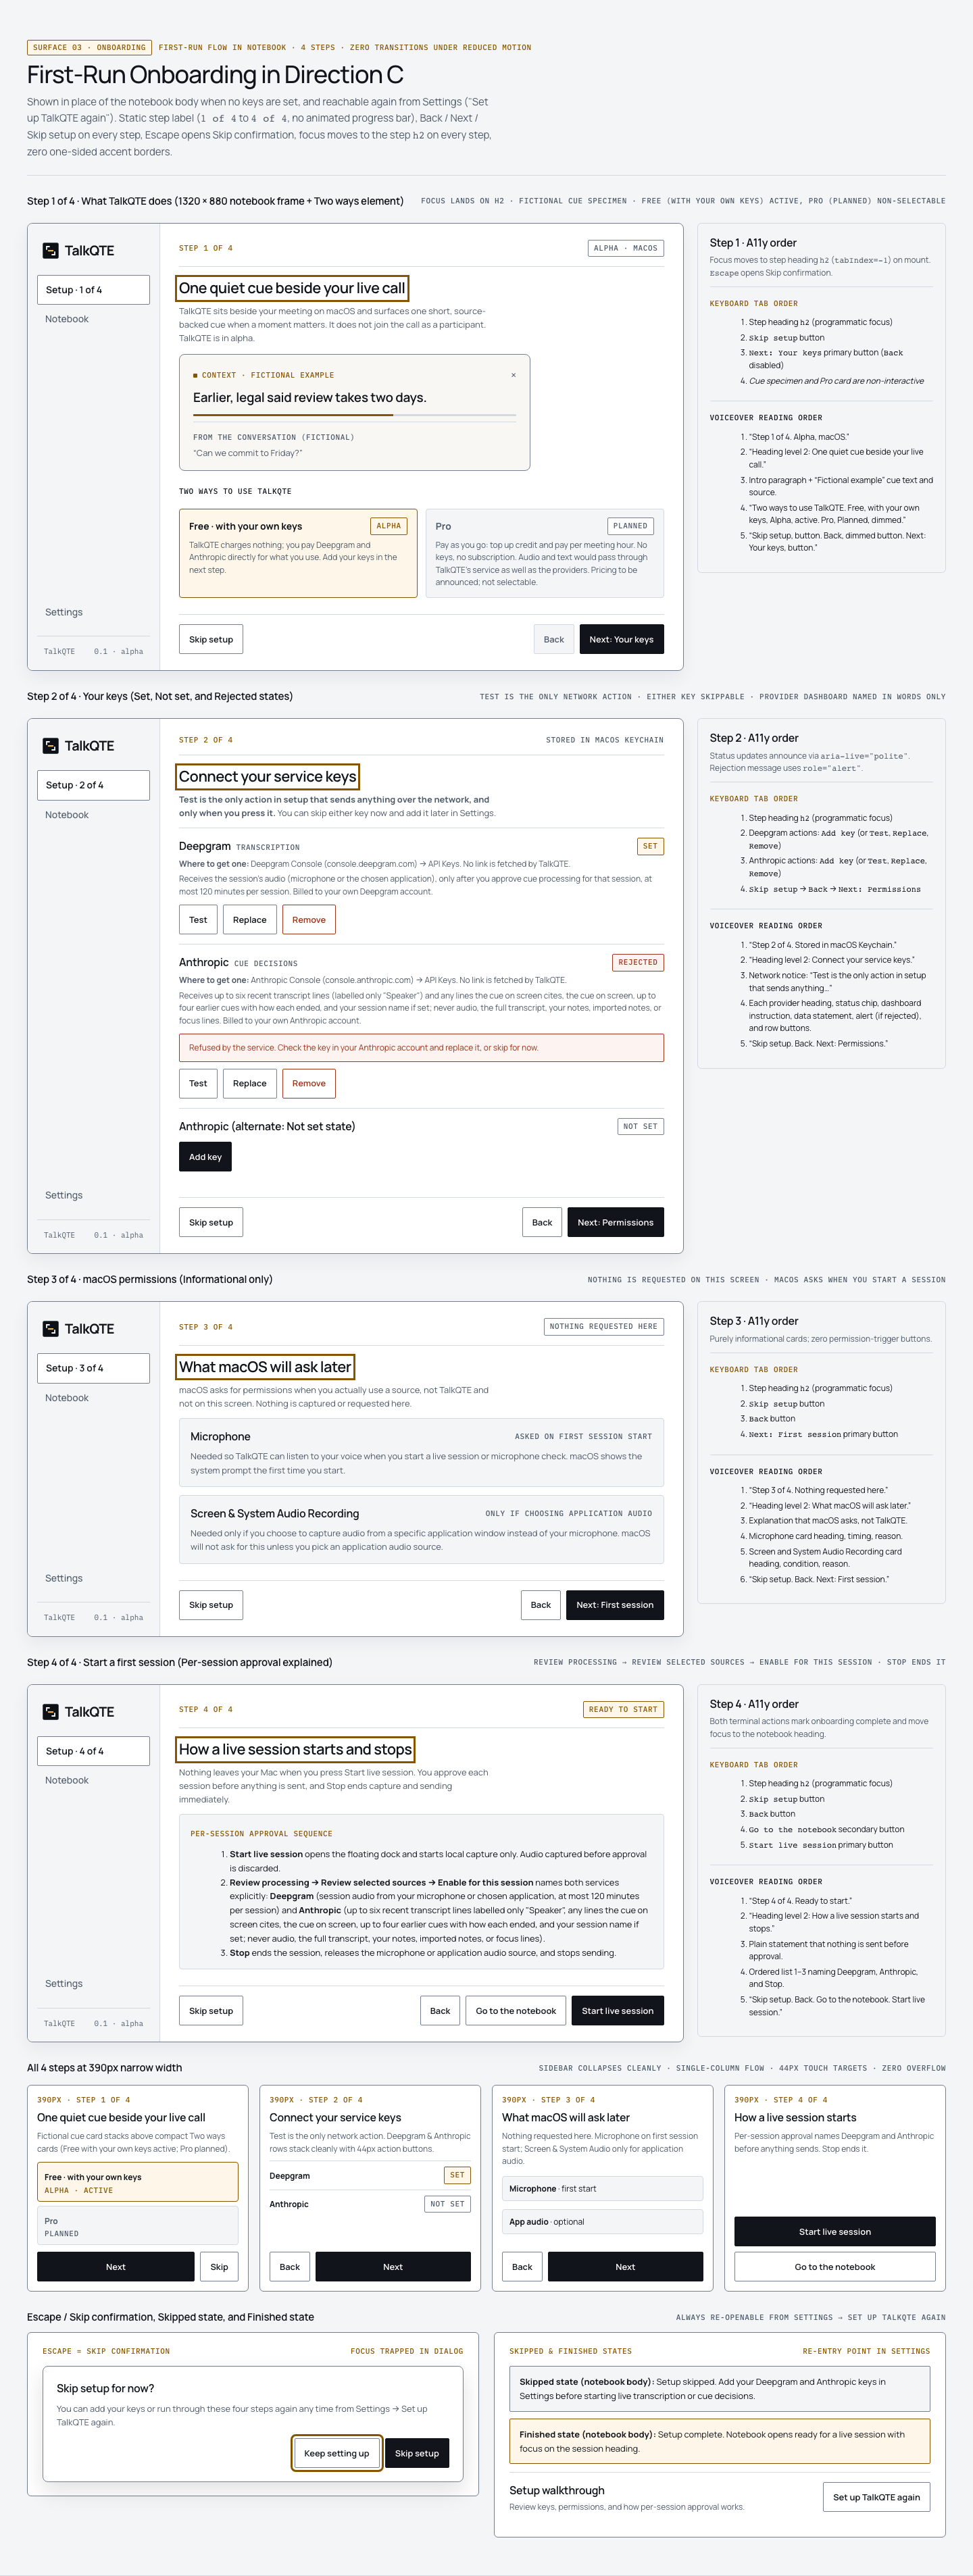 SURFACE 03 · ONBOARDING FIRST-RUN FLOW IN NOTEBOOK · 4 STEPS · ZERO TRANSITIONS UNDER REDUCED MOTION
First-Run Onboarding in Direction C
Shown in place of the notebook body when no keys are set, and reachable again from Settings ("Set
up TalkQTE again"). Static step label (1 of 4 to 4 of 4, no animated progress bar), Back / Next /
Skip setup on every step, Escape opens Skip confirmation, focus moves to the step h2 on every step,
zero one-sided accent borders.
Step 1 of 4 · What TalkQTE does (1320 × 880 notebook frame + Two ways element)
FOCUS LANDS ON H2 · FICTIONAL CUE SPECIMEN · FREE (WITH YOUR OWN KEYS) ACTIVE, PRO (PLANNED) NON-SELECTABLE
TalkQTE
Setup · 1 of 4
Notebook
Settings
TalkQTE 0.1 · alpha
STEP 1 OF 4
ALPHA · MACOS
One quiet cue beside your live call
TalkQTE sits beside your meeting on macOS and surfaces one short, source-
backed cue when a moment matters. It does not join the call as a participant.
TalkQTE is in alpha.
CONTEXT · FICTIONAL EXAMPLE ×
Earlier, legal said review takes two days.
FROM THE CONVERSATION (FICTIONAL)
"Can we commit to Friday?"
TWO WAYS TO USE TALKQTE
Free · with your own keys ALPHA
TalkQTE charges nothing; you pay Deepgram and
Anthropic directly for what you use. Add your keys in the
next step.
Pro PLANNED
Pay as you go: top up credit and pay per meeting hour. No
keys, no subscription. Audio and text would pass through
TalkQTE's service as well as the providers. Pricing to be
announced; not selectable.
Skip setup
Back
Next: Your keys
Step 1 · A11y order
Focus moves to step heading h2 (tabIndex=-1) on mount.
Escape opens Skip confirmation.
KEYBOARD TAB ORDER
1. Step heading h2 (programmatic focus)
2. Skip setup button
3. Next: Your keys primary button (Back
disabled)
4. Cue specimen and Pro card are non-interactive
VOICEOVER READING ORDER
1. "Step 1 of 4. Alpha, macOS."
2. "Heading level 2: One quiet cue beside your live
call."
3. Intro paragraph + "Fictional example" cue text and
source.
4. "Two ways to use TalkQTE. Free, with your own
keys, Alpha, active. Pro, Planned, dimmed."
5. "Skip setup, button. Back, dimmed button. Next:
Your keys, button."
Step 2 of 4 · Your keys (Set, Not set, and Rejected states)
TEST IS THE ONLY NETWORK ACTION · EITHER KEY SKIPPABLE · PROVIDER DASHBOARD NAMED IN WORDS ONLY
TalkQTE
Setup · 2 of 4
Notebook
Settings
TalkQTE 0.1 · alpha
STEP 2 OF 4
STORED IN MACOS KEYCHAIN
Connect your service keys
Test is the only action in setup that sends anything over the network, and
only when you press it. You can skip either key now and add it later in Settings.
Deepgram TRANSCRIPTION SET
Where to get one: Deepgram Console (console.deepgram.com) → API Keys. No link is fetched by TalkQTE.
Receives the session's audio (microphone or the chosen application), only after you approve cue processing for that session, at
most 120 minutes per session. Billed to your own Deepgram account.
Test Replace Remove
Anthropic CUE DECISIONS REJECTED
Where to get one: Anthropic Console (console.anthropic.com) → API Keys. No link is fetched by TalkQTE.
Receives up to six recent transcript lines (labelled only "Speaker") and any lines the cue on screen cites, the cue on screen, up to
four earlier cues with how each ended, and your session name if set; never audio, the full transcript, your notes, imported notes, or
focus lines. Billed to your own Anthropic account.
Refused by the service. Check the key in your Anthropic account and replace it, or skip for now.
Test Replace Remove
Anthropic (alternate: Not set state) NOT SET
Add key
Skip setup
Back
Next: Permissions
Step 2 · A11y order
Status updates announce via aria-live="polite".
Rejection message uses role="alert".
KEYBOARD TAB ORDER
1. Step heading h2 (programmatic focus)
2. Deepgram actions: Add key (or Test, Replace,
Remove)
3. Anthropic actions: Add key (or Test, Replace,
Remove)
4. Skip setup → Back → Next: Permissions
VOICEOVER READING ORDER
1. "Step 2 of 4. Stored in macOS Keychain."
2. "Heading level 2: Connect your service keys."
3. Network notice: "Test is the only action in setup
that sends anything…"
4. Each provider heading, status chip, dashboard
instruction, data statement, alert (if rejected),
and row buttons.
5. "Skip setup. Back. Next: Permissions."
Step 3 of 4 · macOS permissions (Informational only)
NOTHING IS REQUESTED ON THIS SCREEN · MACOS ASKS WHEN YOU START A SESSION
TalkQTE
Setup · 3 of 4
Notebook
Settings
TalkQTE 0.1 · alpha
STEP 3 OF 4
NOTHING REQUESTED HERE
What macOS will ask later
macOS asks for permissions when you actually use a source, not TalkQTE and
not on this screen. Nothing is captured or requested here.
Microphone ASKED ON FIRST SESSION START
Needed so TalkQTE can listen to your voice when you start a live session or microphone check. macOS shows the
system prompt the first time you start.
Screen & System Audio Recording ONLY IF CHOOSING APPLICATION AUDIO
Needed only if you choose to capture audio from a specific application window instead of your microphone. macOS
will not ask for this unless you pick an application audio source.
Skip setup
Back
Next: First session
Step 3 · A11y order
Purely informational cards; zero permission-trigger buttons.
KEYBOARD TAB ORDER
1. Step heading h2 (programmatic focus)
2. Skip setup button
3. Back button
4. Next: First session primary button
VOICEOVER READING ORDER
1. "Step 3 of 4. Nothing requested here."
2. "Heading level 2: What macOS will ask later."
3. Explanation that macOS asks, not TalkQTE.
4. Microphone card heading, timing, reason.
5. Screen and System Audio Recording card
heading, condition, reason.
6. "Skip setup. Back. Next: First session."
Step 4 of 4 · Start a first session (Per-session approval explained)
REVIEW PROCESSING → REVIEW SELECTED SOURCES → ENABLE FOR THIS SESSION · STOP ENDS IT
TalkQTE
Setup · 4 of 4
Notebook
Settings
TalkQTE 0.1 · alpha
STEP 4 OF 4
READY TO START
How a live session starts and stops
Nothing leaves your Mac when you press Start live session. You approve each
session before anything is sent, and Stop ends capture and sending
immediately.
PER-SESSION APPROVAL SEQUENCE
1. Start live session opens the floating dock and starts local capture only. Audio captured before approval
is discarded.
2. Review processing → Review selected sources → Enable for this session names both services
explicitly: Deepgram (session audio from your microphone or chosen application, at most 120 minutes
per session) and Anthropic (up to six recent transcript lines labelled only "Speaker", any lines the cue on
screen cites, the cue on screen, up to four earlier cues with how each ended, and your session name if
set; never audio, the full transcript, your notes, imported notes, or focus lines).
3. Stop ends the session, releases the microphone or application audio source, and stops sending.
Skip setup
Back
Go to the notebook
Start live session
Step 4 · A11y order
Both terminal actions mark onboarding complete and move
focus to the notebook heading.
KEYBOARD TAB ORDER
1. Step heading h2 (programmatic focus)
2. Skip setup button
3. Back button
4. Go to the notebook secondary button
5. Start live session primary button
VOICEOVER READING ORDER
1. "Step 4 of 4. Ready to start."
2. "Heading level 2: How a live session starts and
stops."
3. Plain statement that nothing is sent before
approval.
4. Ordered list 1–3 naming Deepgram, Anthropic,
and Stop.
5. "Skip setup. Back. Go to the notebook. Start live
session."
All 4 steps at 390px narrow width
SIDEBAR COLLAPSES CLEANLY · SINGLE-COLUMN FLOW · 44PX TOUCH TARGETS · ZERO OVERFLOW
390PX · STEP 1 OF 4
One quiet cue beside your live call
Fictional cue card stacks above compact Two ways
cards (Free with your own keys active; Pro planned).
Free · with your own keys
ALPHA · ACTIVE
Pro
PLANNED
Next
Skip
390PX · STEP 2 OF 4
Connect your service keys
Test is the only network action. Deepgram & Anthropic
rows stack cleanly with 44px action buttons.
Deepgram SET
Anthropic NOT SET
Back
Next
390PX · STEP 3 OF 4
What macOS will ask later
Nothing requested here. Microphone on first session
start; Screen & System Audio only for application
audio.
Microphone · first start
App audio · optional
Back
Next
390PX · STEP 4 OF 4
How a live session starts
Per-session approval names Deepgram and Anthropic
before anything sends. Stop ends it.
Start live session
Go to the notebook
Escape / Skip confirmation, Skipped state, and Finished state
ALWAYS RE-OPENABLE FROM SETTINGS → SET UP TALKQTE AGAIN
ESCAPE = SKIP CONFIRMATION FOCUS TRAPPED IN DIALOG
Skip setup for now?
You can add your keys or run through these four steps again any time from Settings → Set up
TalkQTE again.
Keep setting up
Skip setup
SKIPPED & FINISHED STATES RE-ENTRY POINT IN SETTINGS
Skipped state (notebook body): Setup skipped. Add your Deepgram and Anthropic keys in
Settings before starting live transcription or cue decisions.
Finished state (notebook body): Setup complete. Notebook opens ready for a live session with
focus on the session heading.
Setup walkthrough
Review keys, permissions, and how per-session approval works.
Set up TalkQTE again